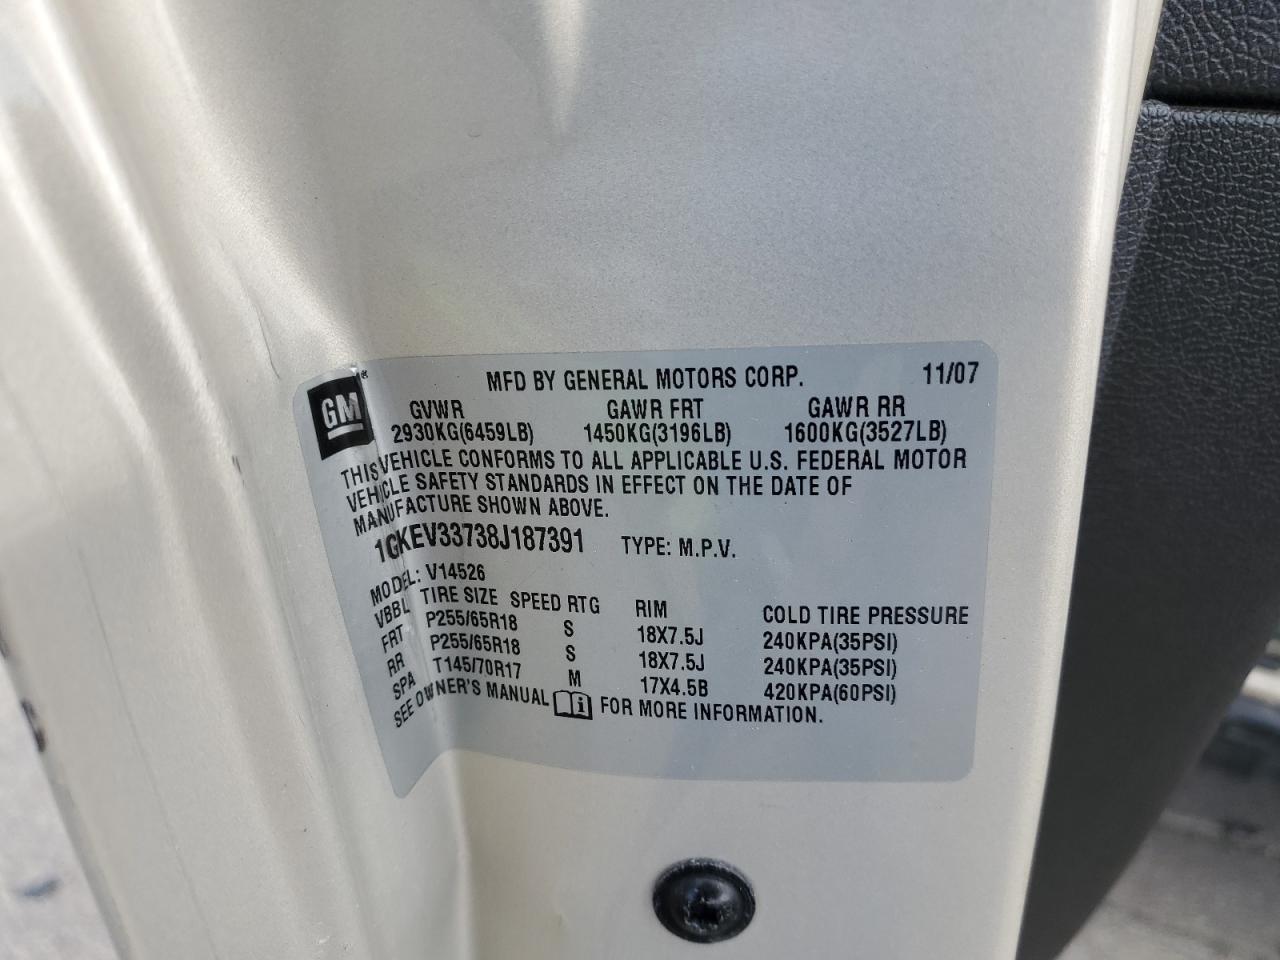 GM
MFD BY GENERAL MOTORS CORP. 11/07
GVWR GAWR FRT GAWR RR
2930KG(6459LB) 1450KG(3196LB) 1600KG(3527LB)
THIS VEHICLE CONFORMS TO ALL APPLICABLE U.S. FEDERAL MOTOR
VEHICLE SAFETY STANDARDS IN EFFECT ON THE DATE OF
MANUFACTURE SHOWN ABOVE.
1GKEV33738J187391 TYPE: M.P.V.
MODEL: V14526
VBBL TIRE SIZE SPEED RTG RIM COLD TIRE PRESSURE
FRT P255/65R18 S 18X7.5J 240KPA(35PSI)
RR P255/65R18 S 18X7.5J 240KPA(35PSI)
SPA T145/70R17 M 17X4.5B 420KPA(60PSI)
SEE OWNER'S MANUAL i FOR MORE INFORMATION.